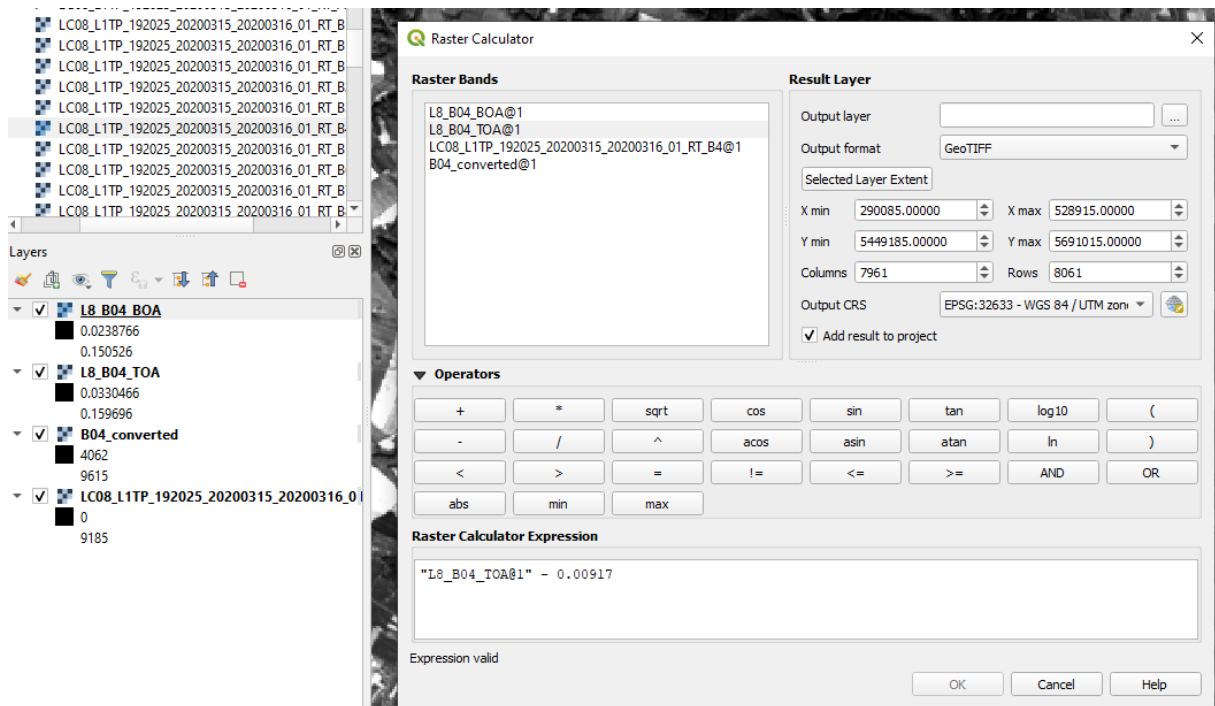 LC08_L1TP_192025_20200315_20200316_01_RT_B
LC08_L1TP_192025_20200315_20200316_01_RT_B
LC08_L1TP_192025_20200315_20200316_01_RT_B
LC08_L1TP_192025_20200315_20200316_01_RT_B
LC08_L1TP_192025_20200315_20200316_01_RT_B
LC08_L1TP_192025_20200315_20200316_01_RT_B
LC08_L1TP_192025_20200315_20200316_01_RT_B
LC08_L1TP_192025_20200315_20200316_01_RT_B
LC08_L1TP_192025_20200315_20200316_01_RT_B
LC08_L1TP_192025_20200315_20200316_01_RT_B
Layers
L8_B04_BOA
0.0238766
0.150526
L8_B04_TOA
0.0330466
0.159696
B04_converted
4062
9615
LC08_L1TP_192025_20200315_20200316_0
0
9185
Raster Calculator
Raster Bands
L8_B04_BOA@1
L8_B04_TOA@1
LC08_L1TP_192025_20200315_20200316_01_RT_B4@1
B04_converted@1
Result Layer
Output layer ...
Output format GeoTIFF
Selected Layer Extent
X min 290085.00000 X max 528915.00000
Y min 5449185.00000 Y max 5691015.00000
Columns 7961 Rows 8061
Output CRS EPSG:32633 - WGS 84 / UTM zon
Add result to project
Operators
+ * sqrt cos sin tan log10 (
- / ^ acos asin atan ln )
< > = != <= >= AND OR
abs min max
Raster Calculator Expression
"L8_B04_TOA@1" - 0.00917
Expression valid
OK Cancel Help